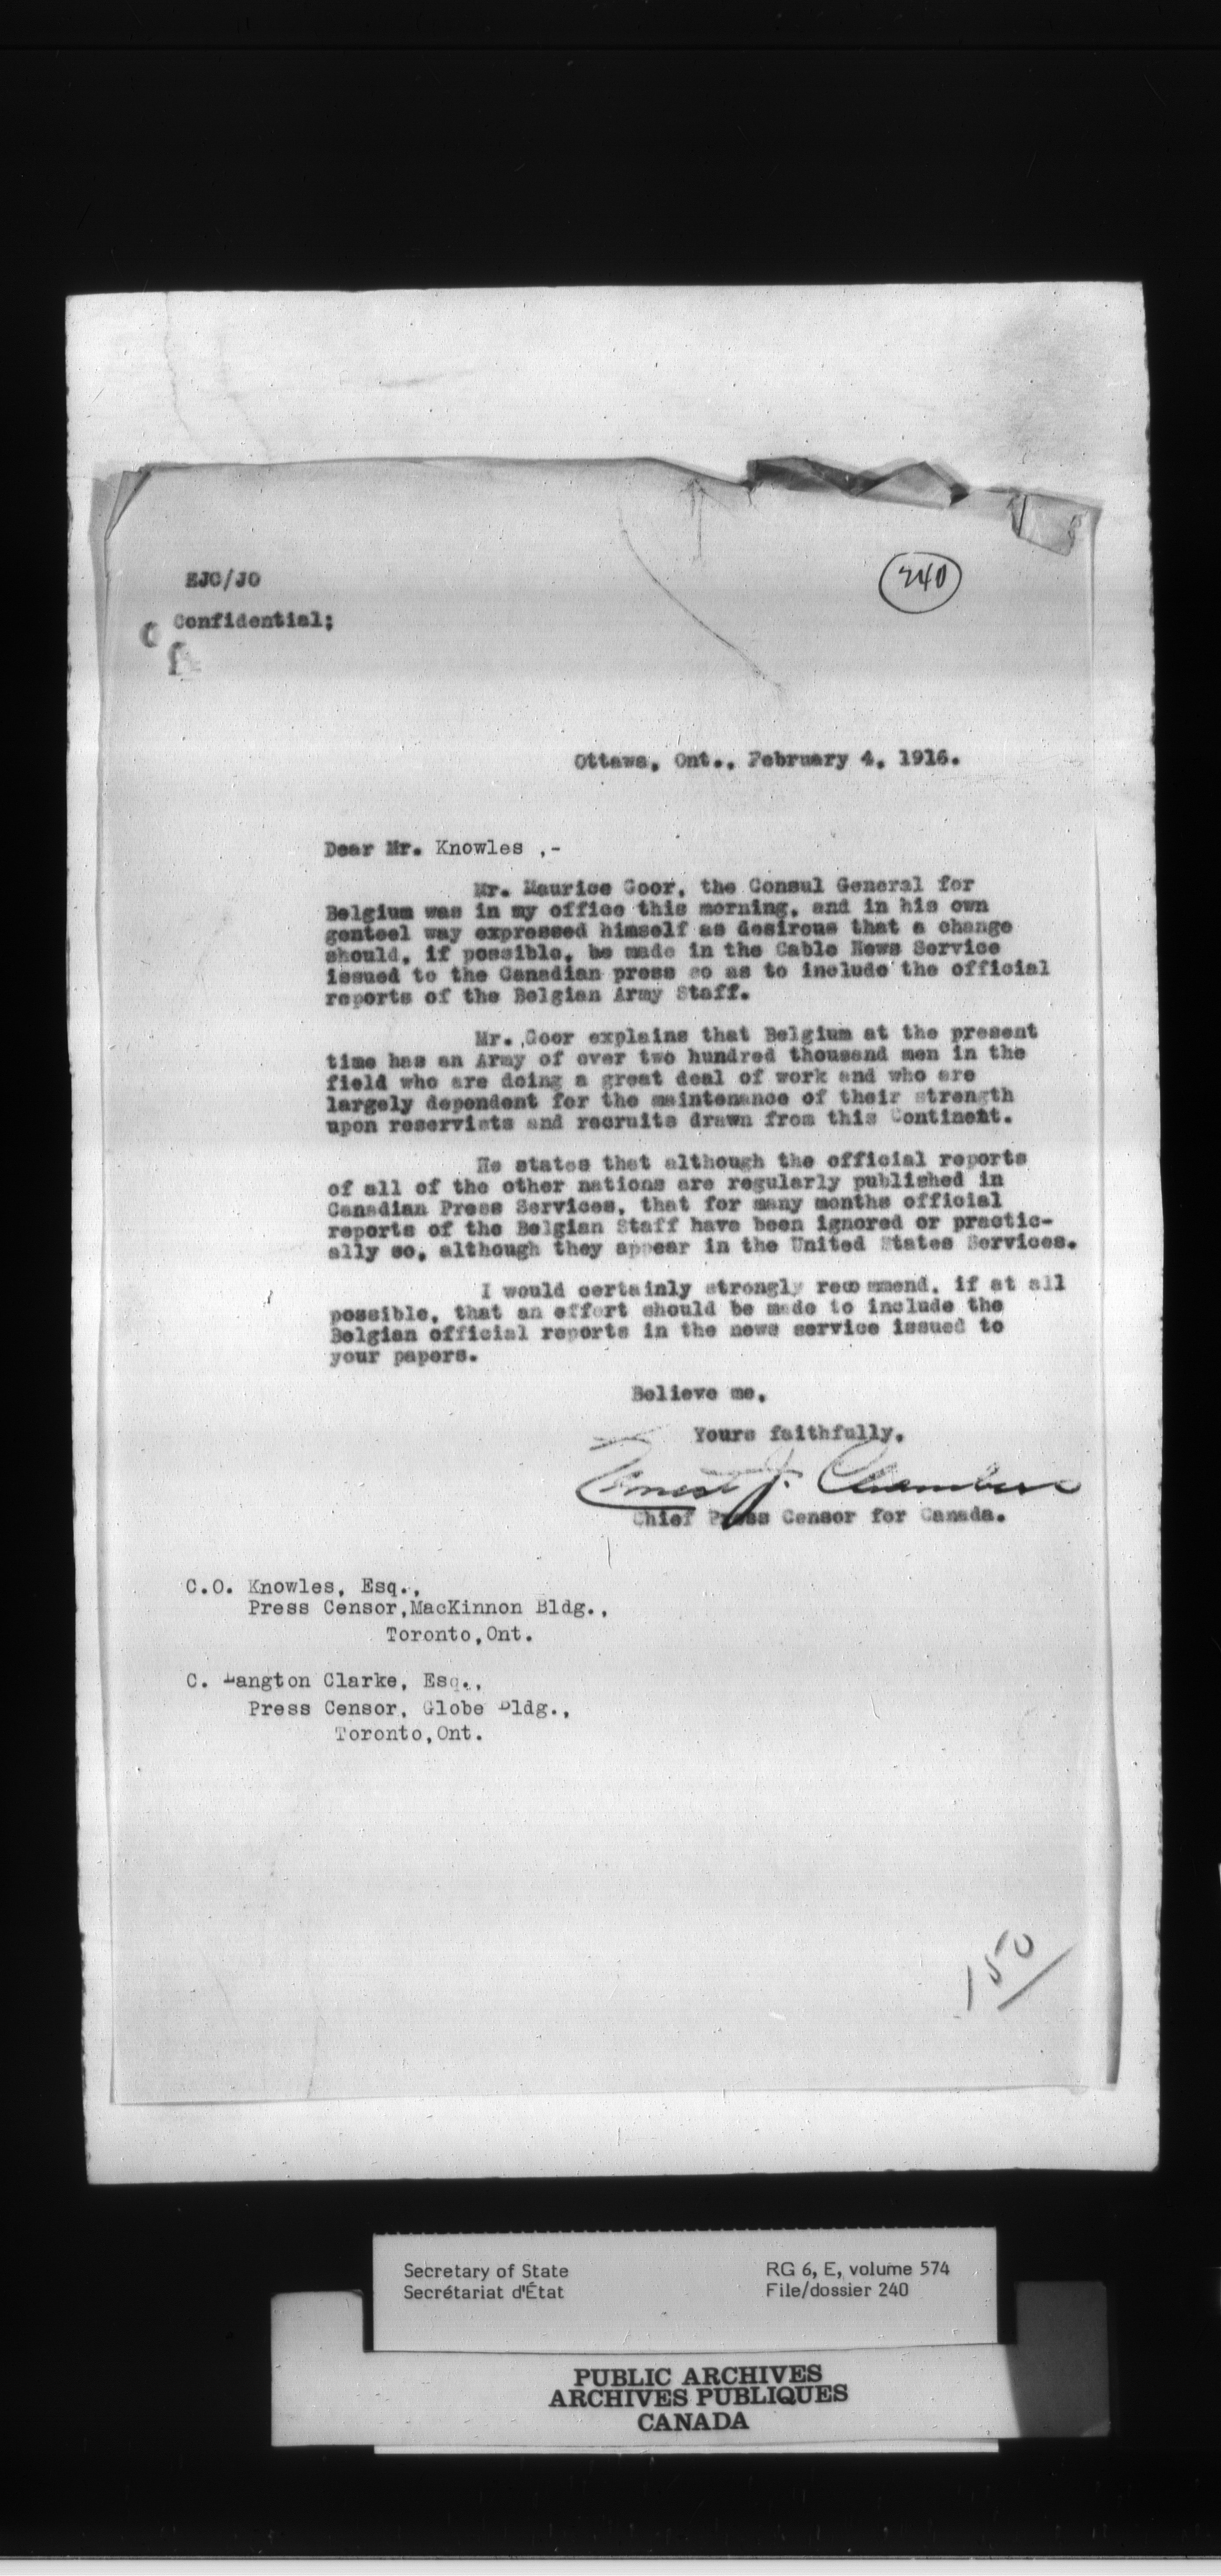 EJC/JO
240
Confidential;
Ottawa, Ont., February 4, 1916.
Dear Mr. Knowles ,-
Mr. Maurice Goor, the Consul General for
Belgium was in my office this morning, and in his own
genteel way expressed himself as desirous that a change
should, if possible, be made in the Cable News Service
issued to the Canadian press so as to include the official
reports of the Belgian Army Staff.
Mr. Goor explains that Belgium at the present
time has an Army of over two hundred thousand men in the
field who are doing a great deal of work and who are
largely dependent for the maintenance of their strength
upon reservists and recruits drawn from this Continent.
He states that although the official reports
of all of the other nations are regularly published in
Canadian Press Services, that for many months official
reports of the Belgian Staff have been ignored or practic-
ally so, although they appear in the United States Services.
I would certainly strongly recommend, if at all
possible, that an effort should be made to include the
Belgian official reports in the news service issued to
your papers.
Believe me,
Yours faithfully,
Ernest J. Chambers
Chief Press Censor for Canada.
C.O. Knowles, Esq.,
Press Censor,MacKinnon Bldg.,
Toronto,Ont.
C. Langton Clarke, Esq.,
Press Censor, Globe Bldg.,
Toronto,Ont.
150
Secretary of State
Secrétariat d'État
RG 6, E, volume 574
File/dossier 240
PUBLIC ARCHIVES
ARCHIVES PUBLIQUES
CANADA